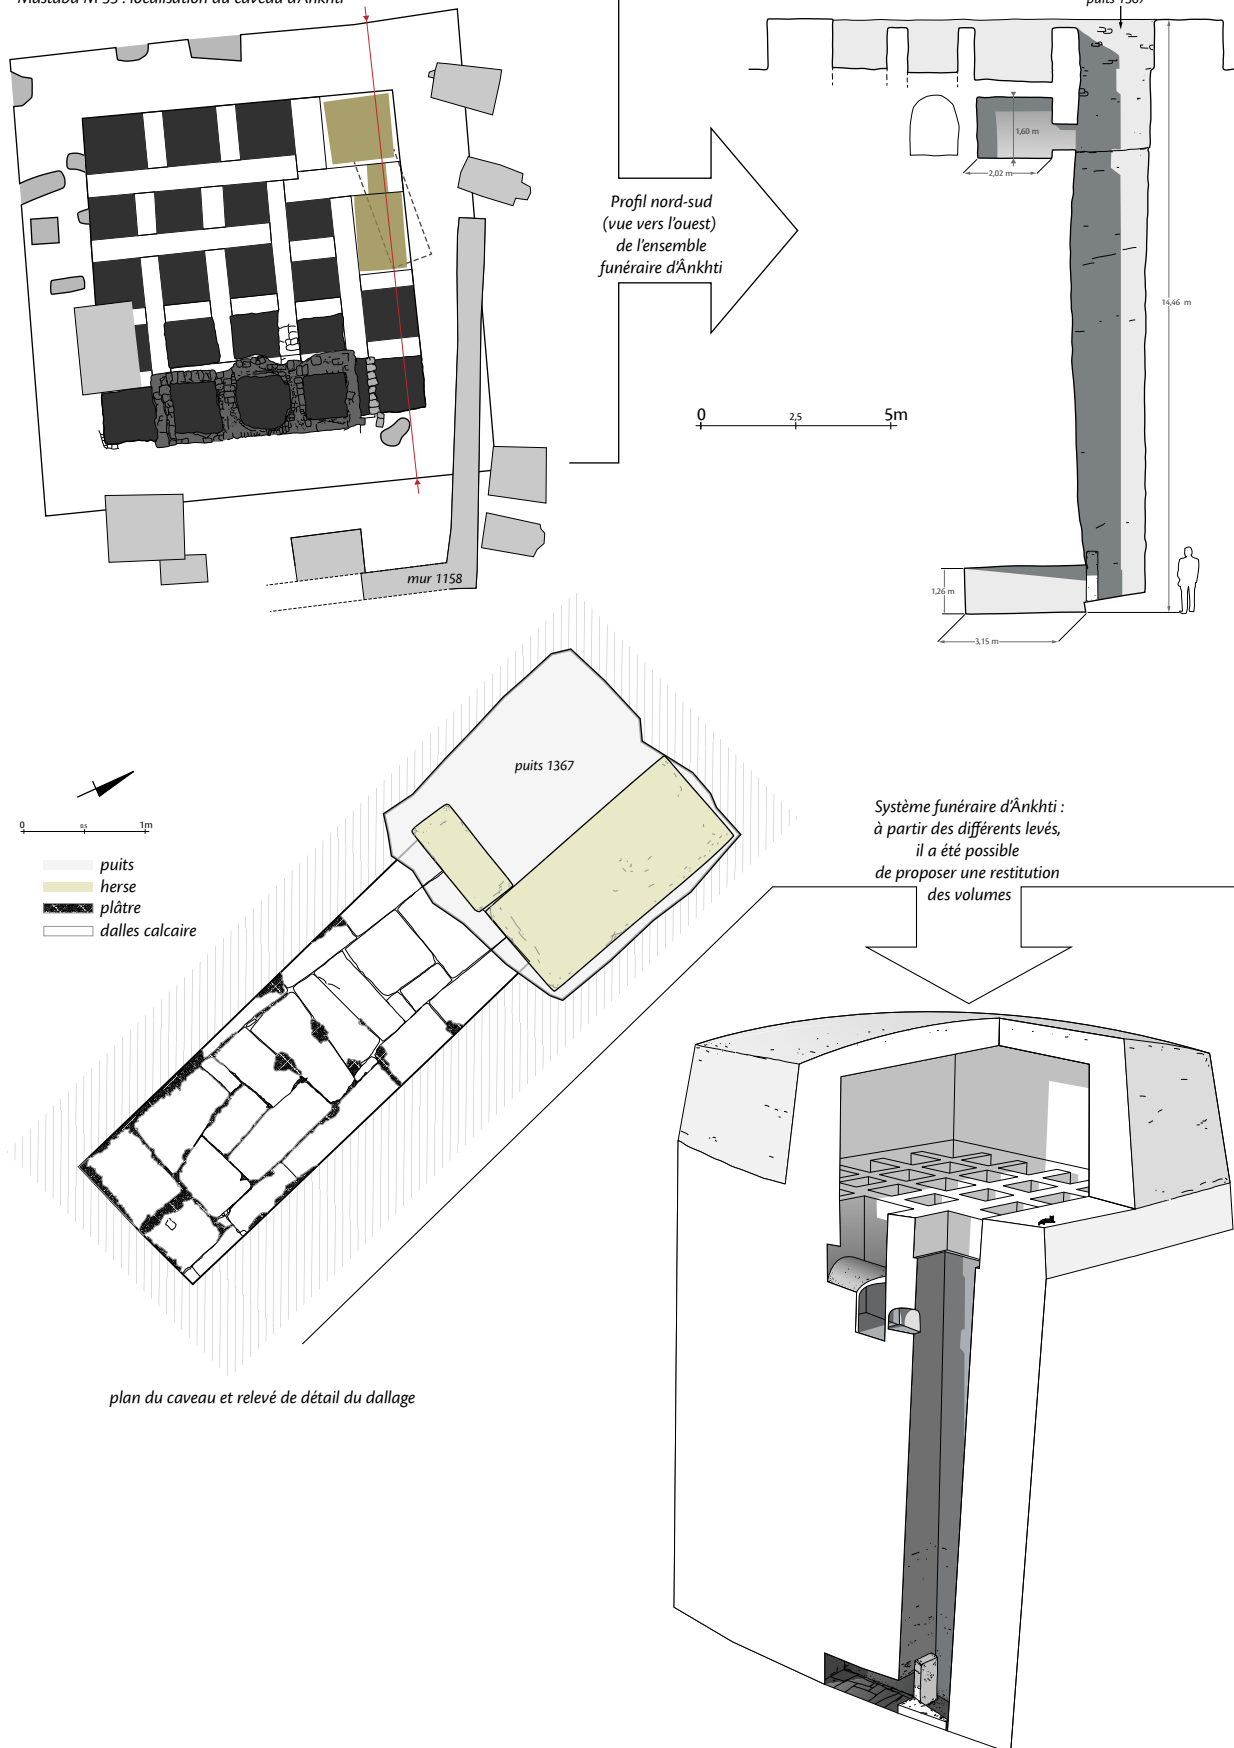 Mastaba M 53 : localisation du caveau d'Ânkhti
puits 1367
Profil nord-sud
(vue vers l'ouest)
de l'ensemble
funéraire d'Ânkhti
1,60 m
2,02 m
14,46 m
0 2,5 5m
1,26 m
3,15 m
mur 1158
puits 1367
0 0,5 1m
puits
herse
plâtre
dalles calcaire
Système funéraire d'Ânkhti :
à partir des différents levés,
il a été possible
de proposer une restitution
des volumes
plan du caveau et relevé de détail du dallage